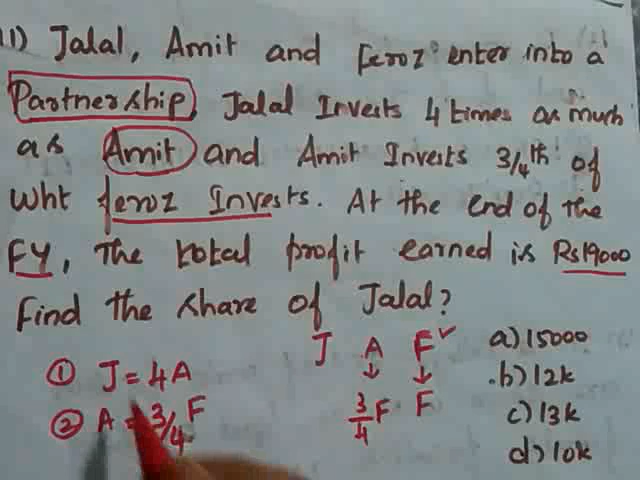 11) Jalal, Amit and Feroz enter into a
Partnership, Jalal Invests 4 times as much
as Amit and Amit Invests 3/4th of
Wht feroz Invests. At the end of the
FY, The total profit earned is Rs19000
Find the share of Jalal?
J A F ✓ a) 15000
① J = 4A ↓ ↓ .b) 12k
② A = 3/4 F 3/4 F F c) 13k
d) 10k